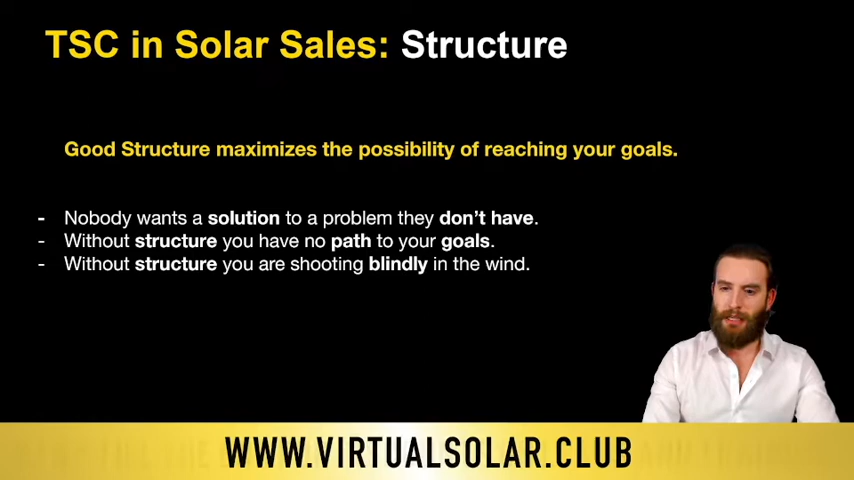 TSC in Solar Sales: Structure
Good Structure maximizes the possibility of reaching your goals.
- Nobody wants a solution to a problem they don't have.
- Without structure you have no path to your goals.
- Without structure you are shooting blindly in the wind.
WWW.VIRTUALSOLAR.CLUB